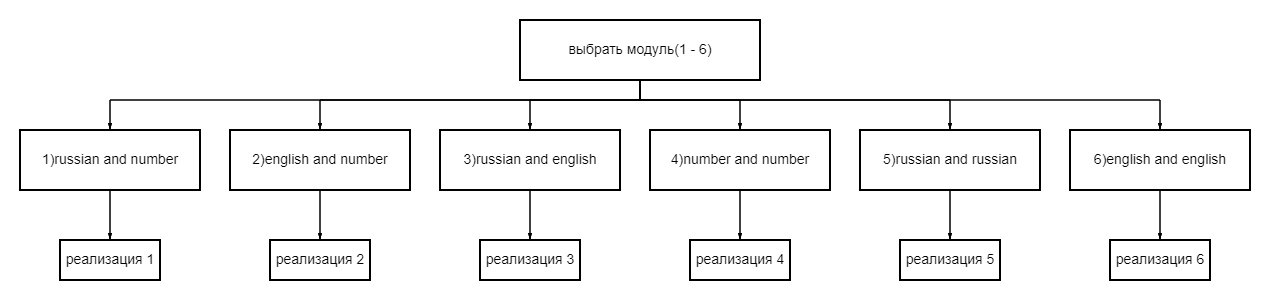 выбрать модуль(1 - 6)
1)russian and number
2)english and number
3)russian and english
4)number and number
5)russian and russian
6)english and english
реализация 1
реализация 2
реализация 3
реализация 4
реализация 5
реализация 6